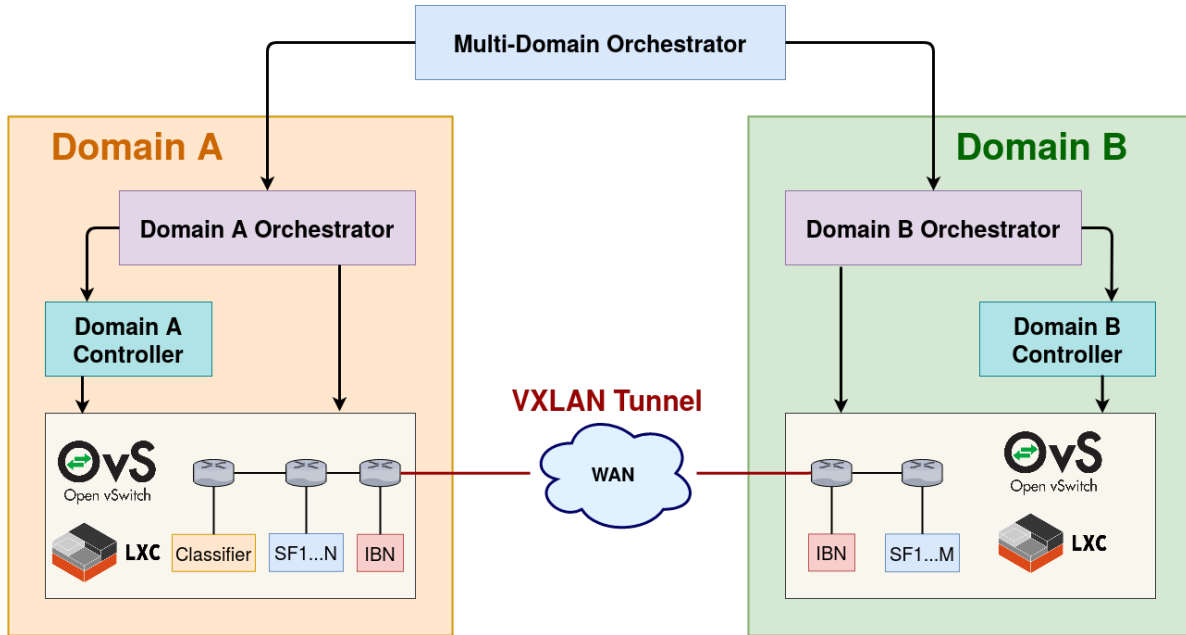 Multi-Domain Orchestrator
Domain A
Domain B
Domain A Orchestrator
Domain B Orchestrator
Domain A
Controller
Domain B
Controller
VXLAN Tunnel
OvS
Open vSwitch
LXC
Classifier
SF1...N
IBN
WAN
IBN
SF1...M
OvS
Open vSwitch
LXC